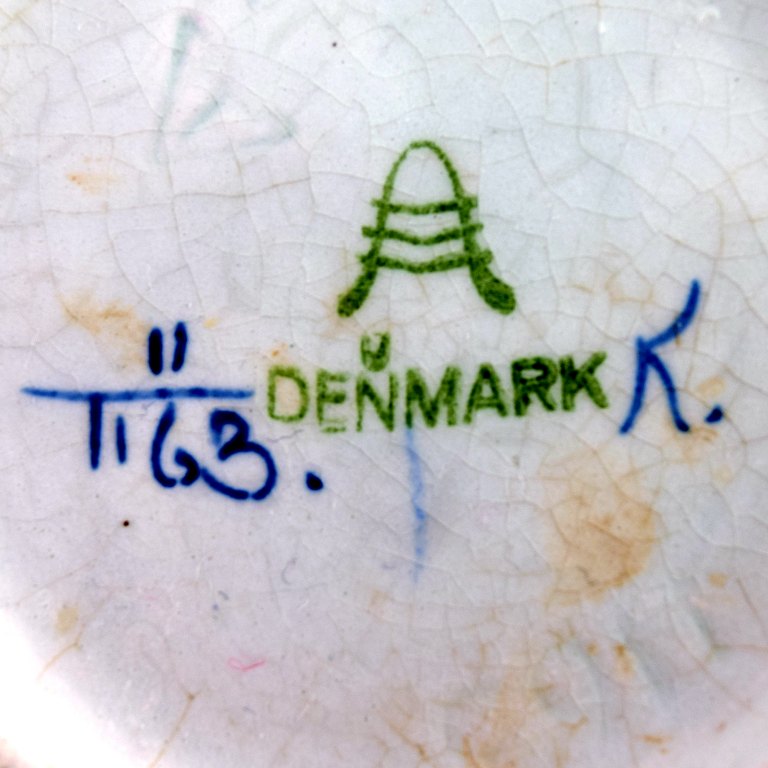 U
11
DENMARK K.
1163.